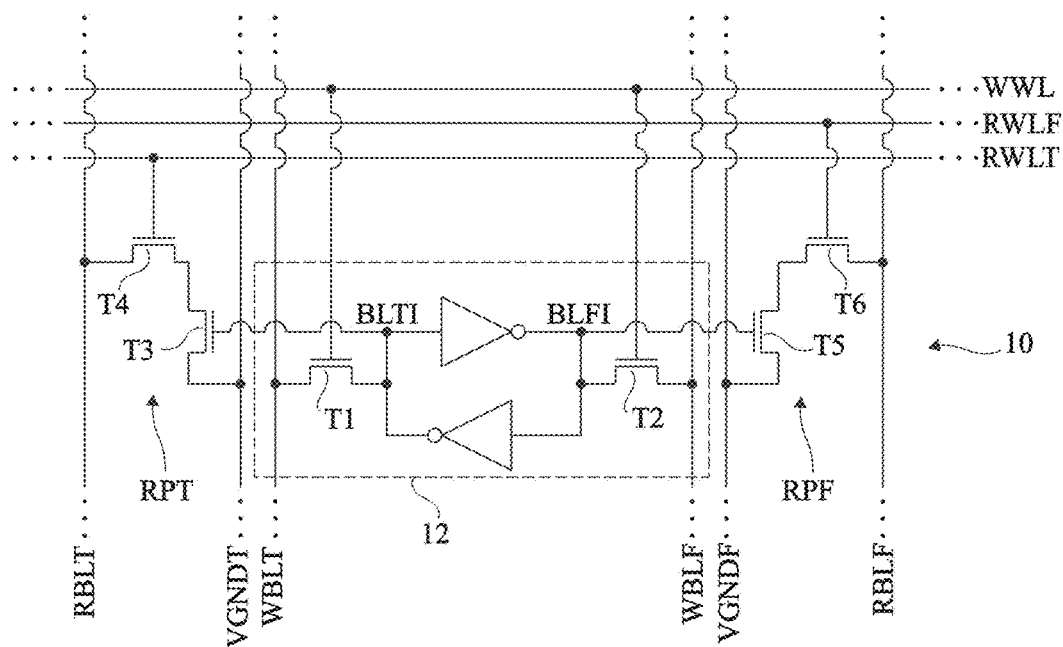 WWL
RWLF
RWLT
T4
T6
BLTI
BLFI
T3
T5
10
T1
T2
RPT
RPF
12
RBLT
VGNDT
WBLT
WBLF
VGNDF
RBLF